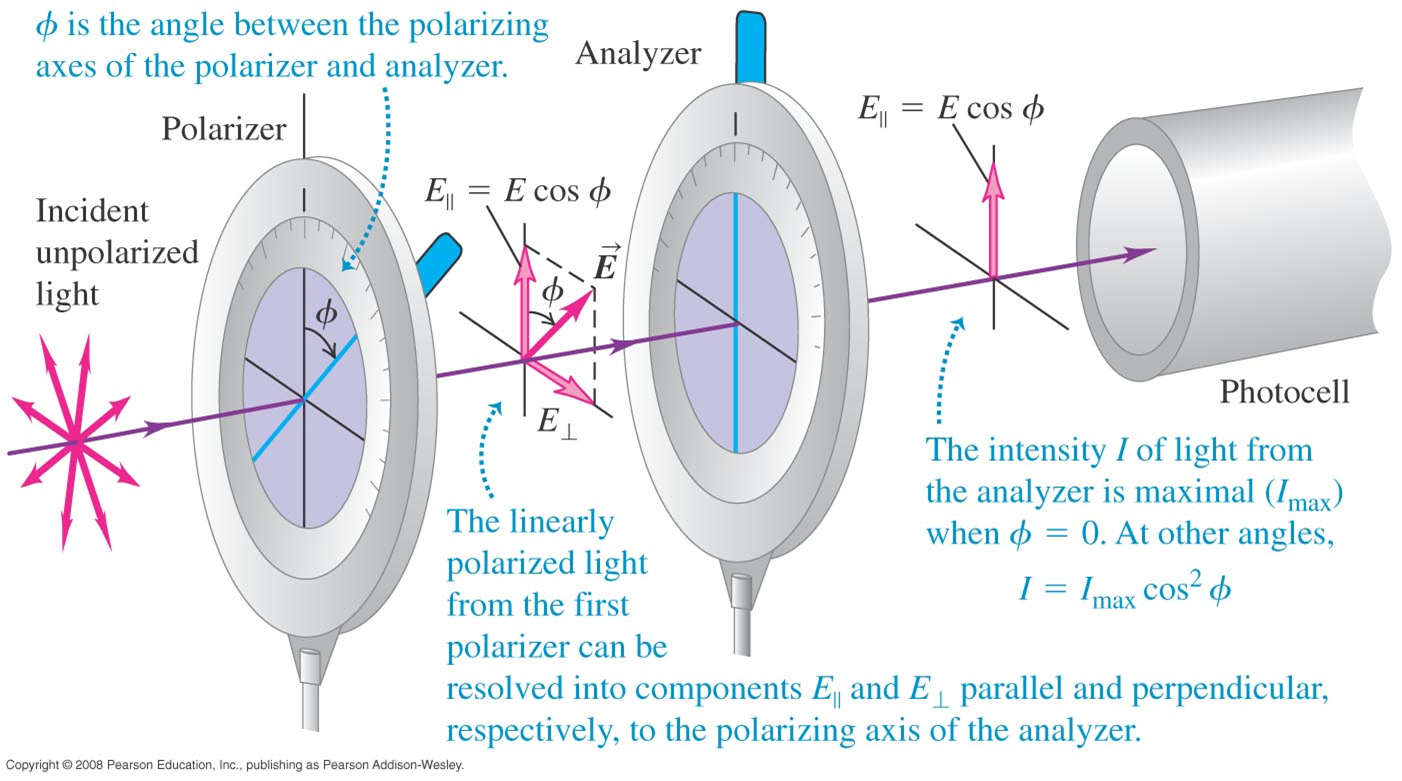 ϕ is the angle between the polarizing
axes of the polarizer and analyzer.
Analyzer
Polarizer
E∥ = E cos ϕ
E∥ = E cos ϕ
Incident
unpolarized
light
E⃗
ϕ
ϕ
E⊥
Photocell
The intensity I of light from
the analyzer is maximal (Imax)
when ϕ = 0. At other angles,
I = Imax cos² ϕ
The linearly
polarized light
from the first
polarizer can be
resolved into components E∥ and E⊥ parallel and perpendicular,
respectively, to the polarizing axis of the analyzer.
Copyright © 2008 Pearson Education, Inc., publishing as Pearson Addison-Wesley.